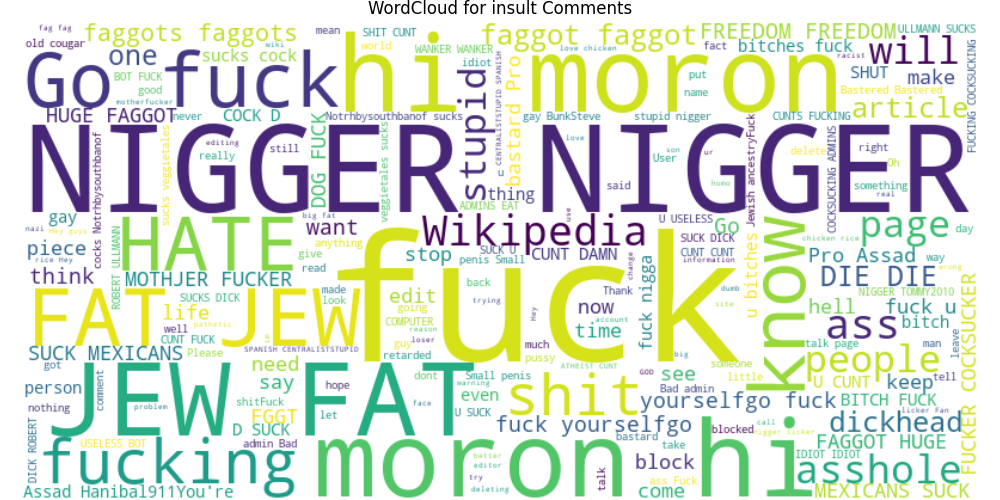 WordCloud for insult Comments
fag fag
old cougar
faggots faggots
SHIT CUNT
mean
faggot faggot
FREEDOM FREEDOM
ULLMANN SUCKS
one
sucks cock
wiki
world
WANKER WANKER
idiot
love chicken
fact
bitches fuck
racist
will
Go fuck
BOT FUCK
good
motherfucker
hi moron
stupid
CENTRALISTSTUPID SPANISH
bastard Pro
put
name
SHUT
make
Bastered Bastered
article
FUCKING COCKSUCKING
HUGE FAGGOT
never
COCK D
DOG FUCK
Notrhbysouthbanof sucks
gay BunkSteve
stupid nigger
CUNTS FUCKING
NIGGER NIGGER
cocks Notrhbysouthbanof
sucks veggietales
editing
really
still
veggietales sucks
love
son
User
ur
homo
Jewish ancestryFuck
delete
COCKSUCKING ADMINS
right
Oh
something
real
thing
said
ADMINS EAT
nazi
hey guys
gay
ROBERT ULLMANN
HATE
big fat
want
anything
Wikipedia
use
U USELESS
Go
know
chicken rice
page
day
piece
rice Hey
think
give
read
stop
SUCK U
penis Small
CUNT DAMN
change
SUCK DICK
CUNT CUNT
information
u bitches
Pro Assad
way
wrong
MOTHJER FUCKER
fuck
back
trying
Thank
dumb
DIE DIE
NIGGER TOMMY2010
FAT JEW
SUCKS DICK
life
well
pathetic
CUNT FUCK
made
look
edit
going
COMPUTER
reason
guy
loser
retarded
Hey
now
account
time
much
pussy
fuck nigga
site
hell
fuck u
ass
bitch
talk page
man
leave
SUCK MEXICANS
Please
SPANISH CENTRALISTSTUPID
ATHEIST CUNT
big
someone
people
got
person
comment
nothing
problem
JEW FAT
need
say
shitFuck
FGGT
D SUCK
hope
let
dont
warning
face
Small penis
even
U SUCK
shit
GOD
see
Bad admin
little
U CUNT
keep
tell
FUCKER COCKSUCKER
yourselfgo fuck
BITCH FUCK
licker Fan
fuck yourselfgo
dickhead
DICK ROBERT
USELESS BOT
admin Bad
bastard
blocked
call
nigger licker
FAGGOT HUGE
IDIOT IDIOT
fucking
moron hi
better
editor
try
deleting
take
talk
block
ass Fuck
come
asshole
Assad Hanibal911You're
MEXICANS SUCK